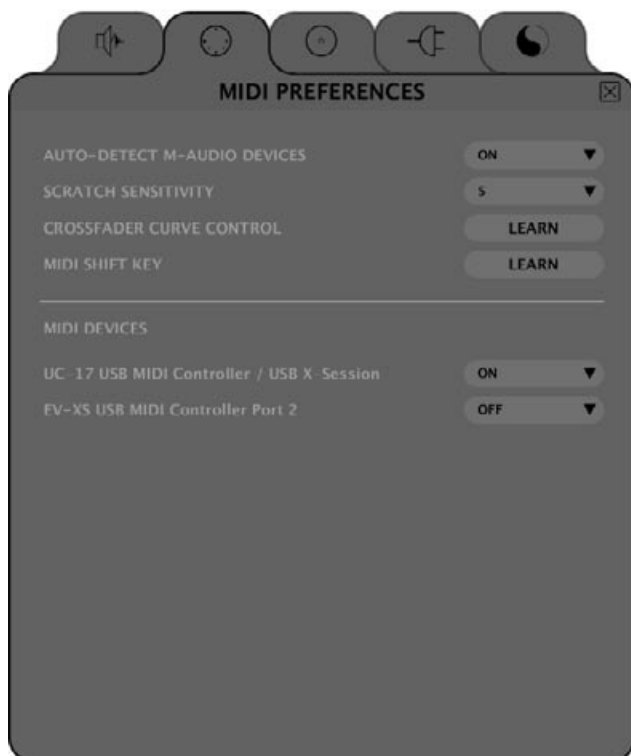 MIDI PREFERENCES
AUTO-DETECT M-AUDIO DEVICES ON
SCRATCH SENSITIVITY 5
CROSSFADER CURVE CONTROL LEARN
MIDI SHIFT KEY LEARN
MIDI DEVICES
UC-17 USB MIDI Controller / USB X-Session ON
EV-XS USB MIDI Controller Port 2 OFF